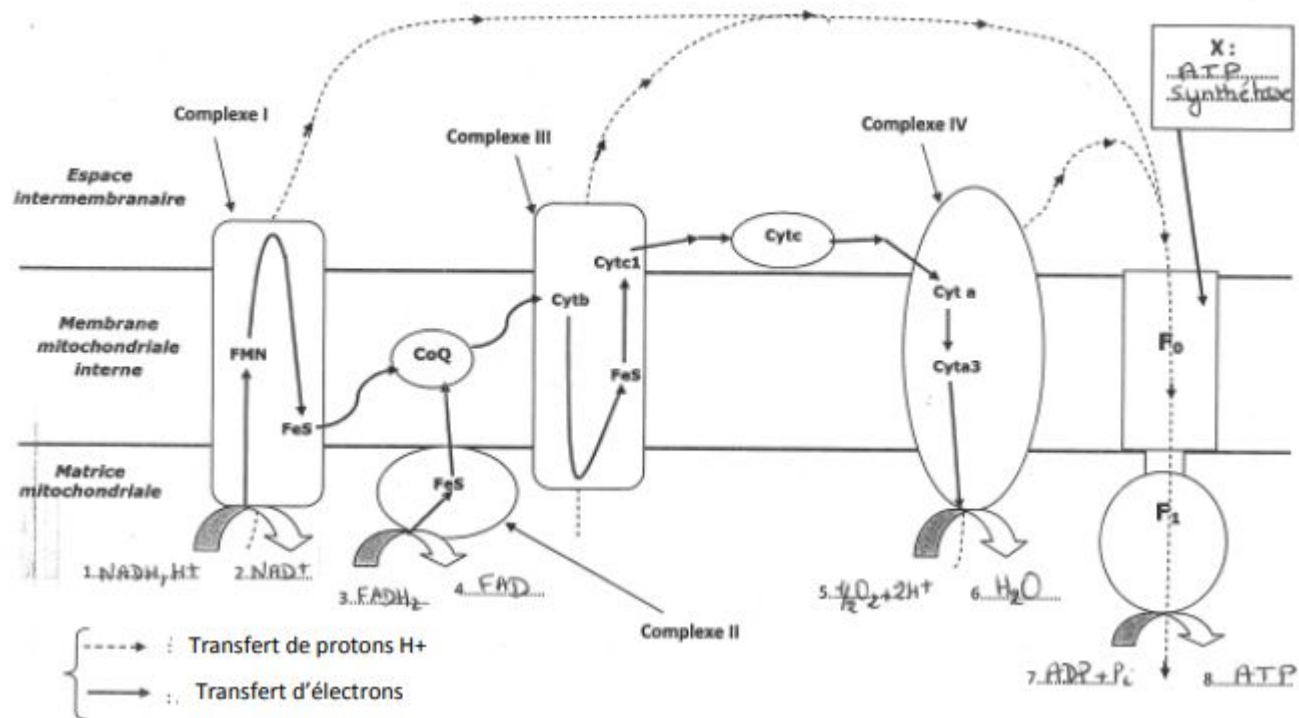 X :
ATP
Synthétase
Complexe I
Complexe III
Complexe IV
Espace
intermembranaire
Cytc
Cytc1
Cyt a
Cytb
Membrane
mitochondriale
interne
FMN
CoQ
Cyta3
F0
FeS
FeS
Matrice
mitochondriale
FeS
F1
1 NADH, H+
2 NAD+
3 FADH2
4 FAD
5 1/2 O2 + 2H+
6 H2O
Complexe II
: Transfert de protons H+
: Transfert d'électrons
7 ADP + Pi
8 ATP